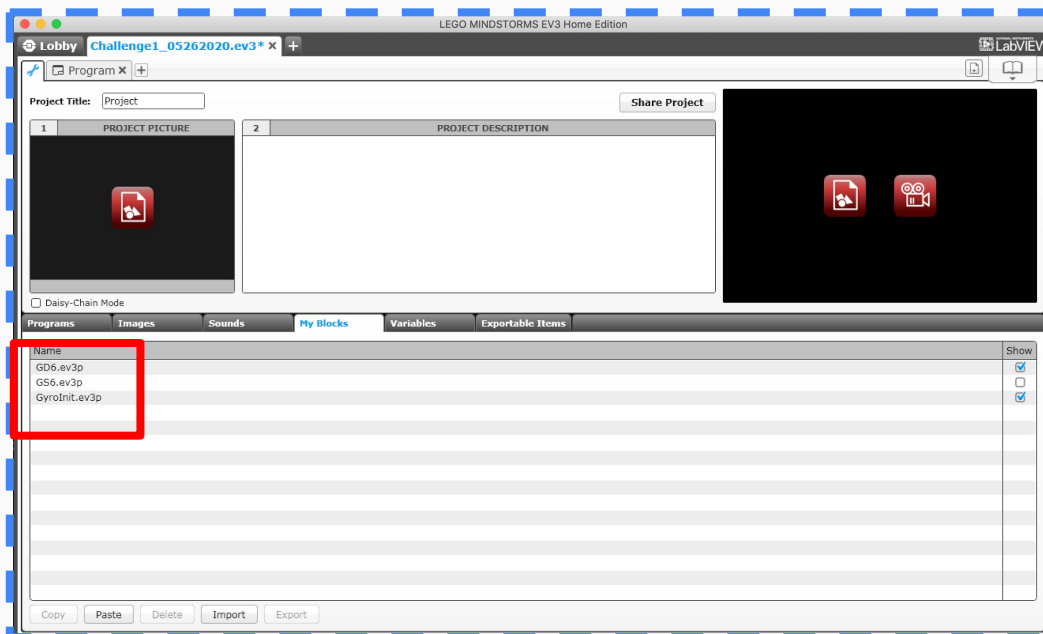 LEGO MINDSTORMS EV3 Home Edition
Lobby Challenge1_05262020.ev3* × + NATIONAL INSTRUMENTS LabVIEW
Program × +
Project Title: Project Share Project
1 PROJECT PICTURE 2 PROJECT DESCRIPTION
Daisy-Chain Mode
Programs Images Sounds My Blocks Variables Exportable Items
Name Show
GD6.ev3p
GS6.ev3p
GyroInit.ev3p
Copy Paste Delete Import Export